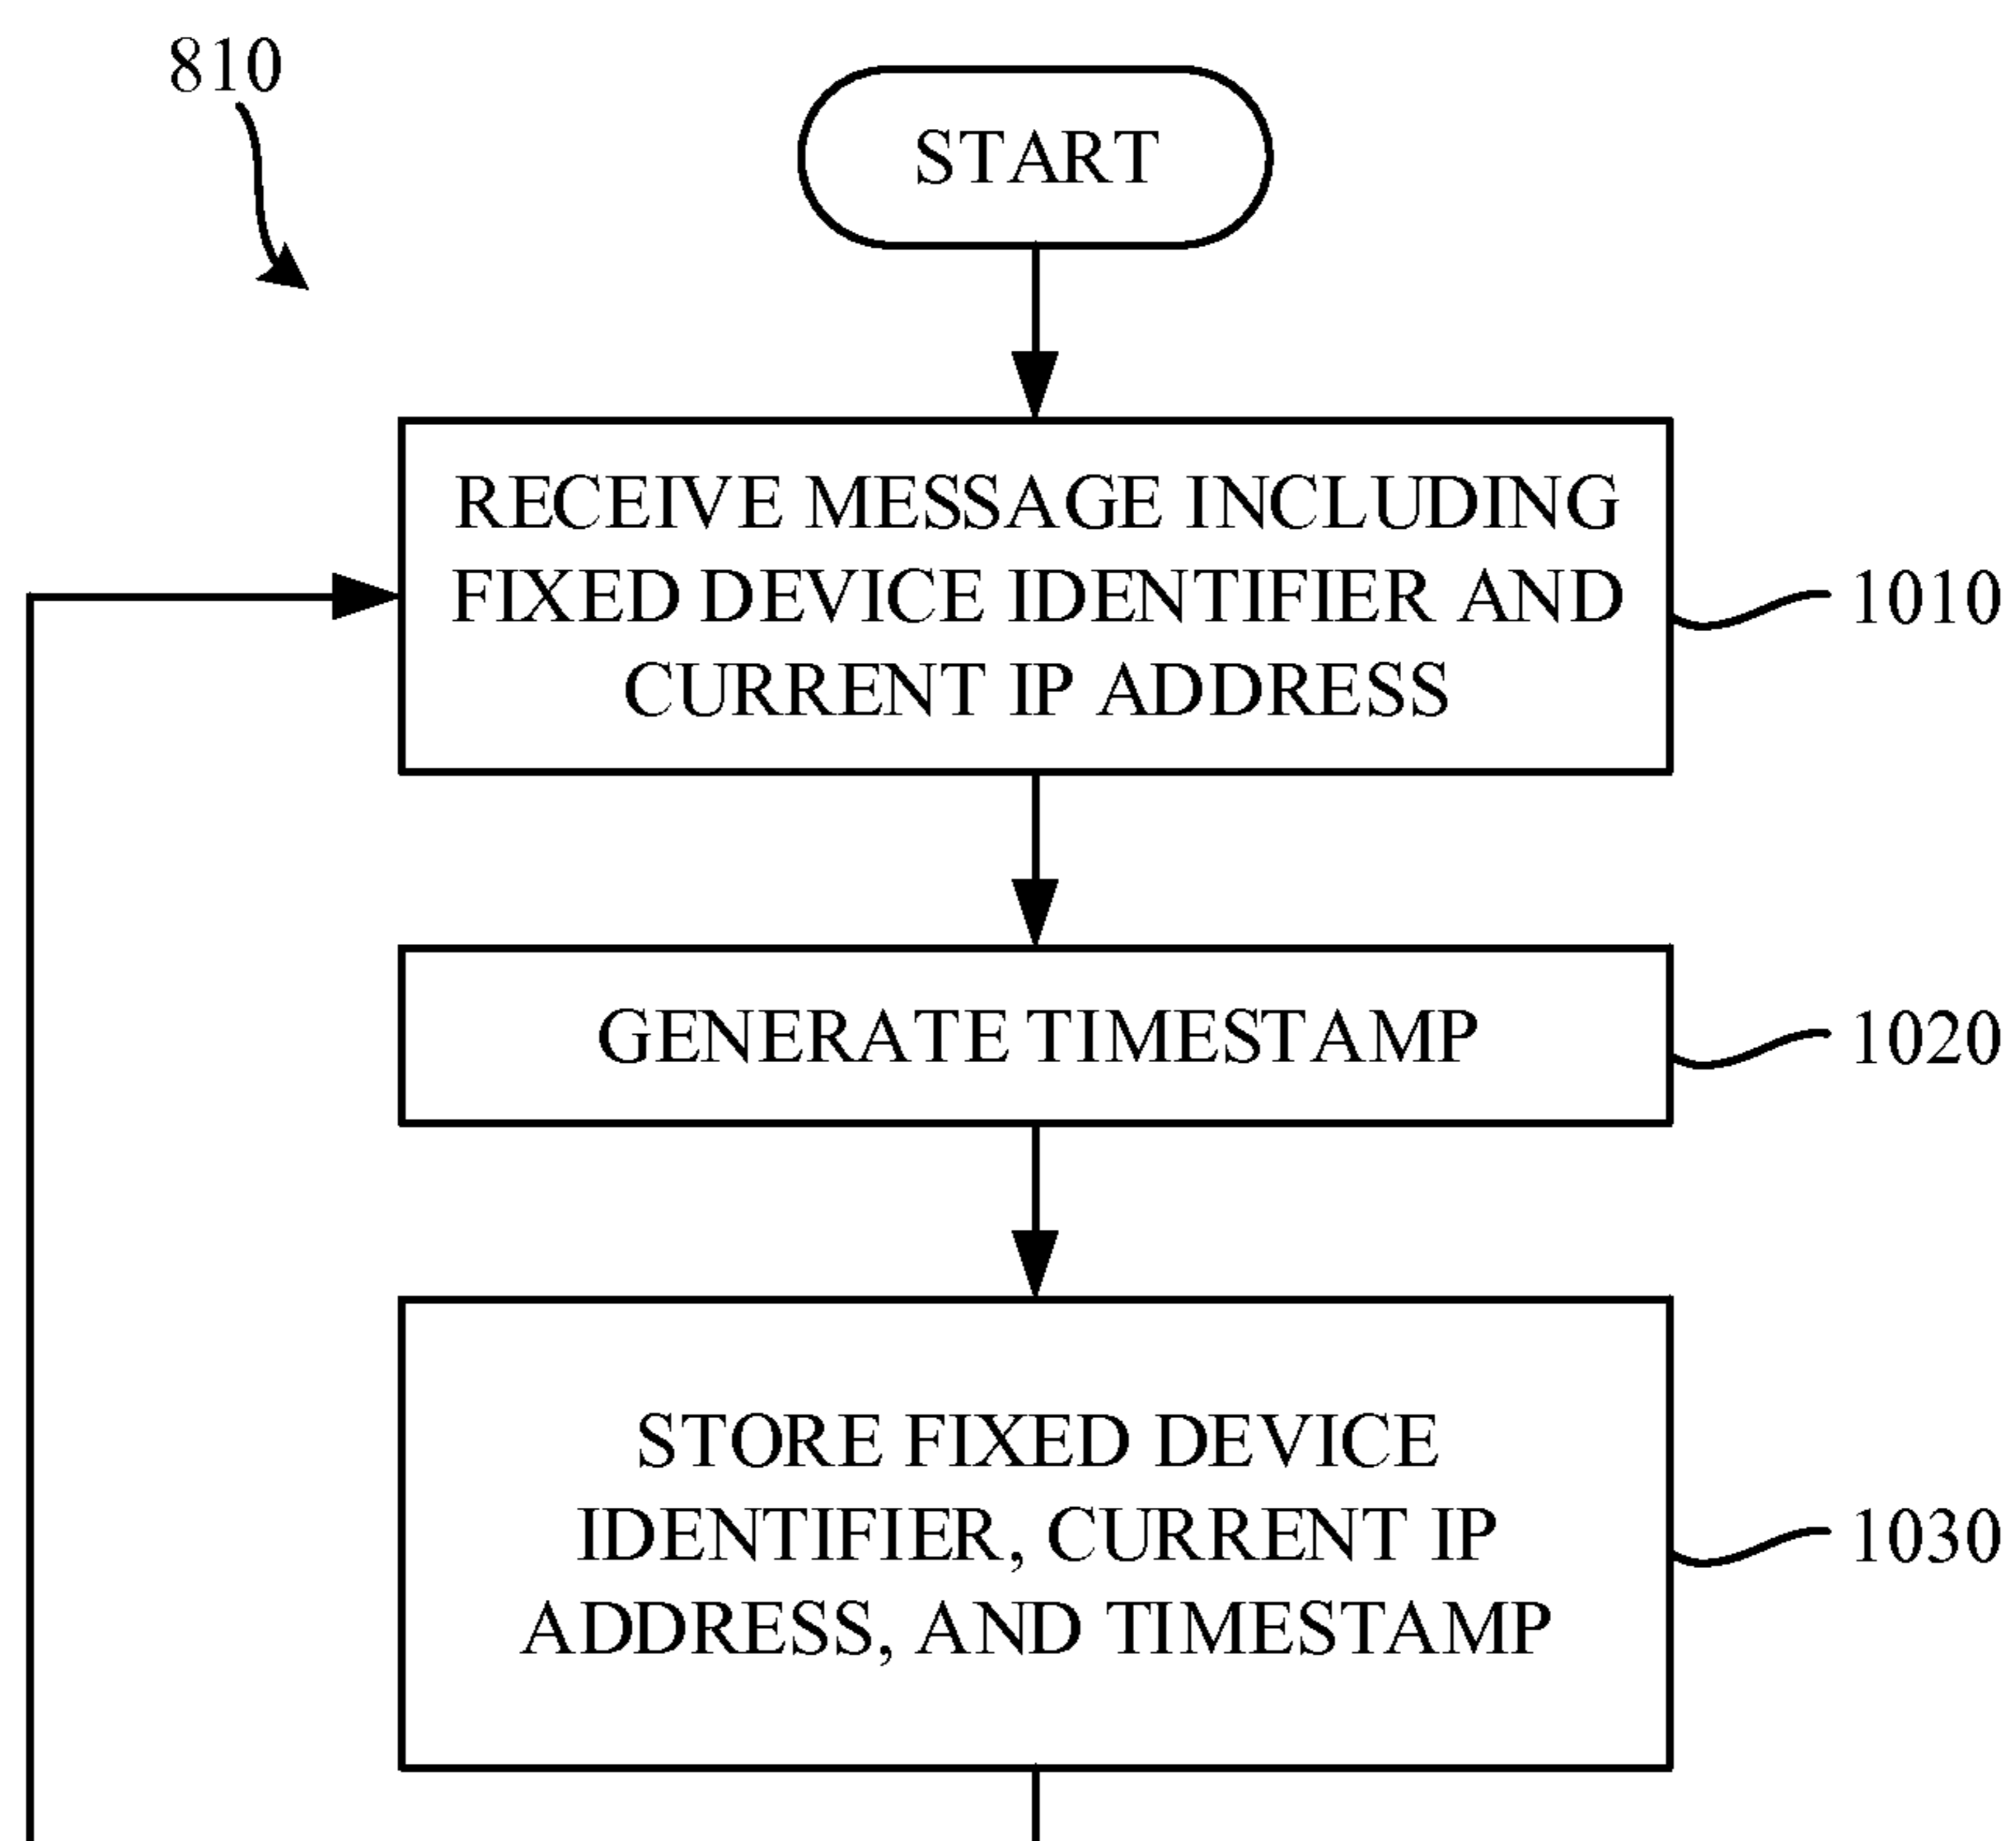 810
START
RECEIVE MESSAGE INCLUDING
FIXED DEVICE IDENTIFIER AND
CURRENT IP ADDRESS
1010
GENERATE TIMESTAMP
1020
STORE FIXED DEVICE
IDENTIFIER, CURRENT IP
ADDRESS, AND TIMESTAMP
1030